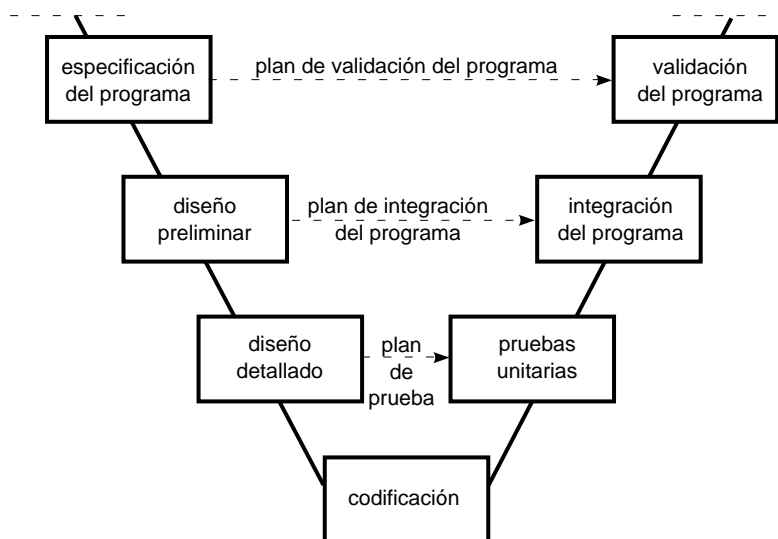 especificación
del programa
plan de validación del programa
validación
del programa
diseño
preliminar
plan de integración
del programa
integración
del programa
diseño
detallado
plan
de
prueba
pruebas
unitarias
codificación